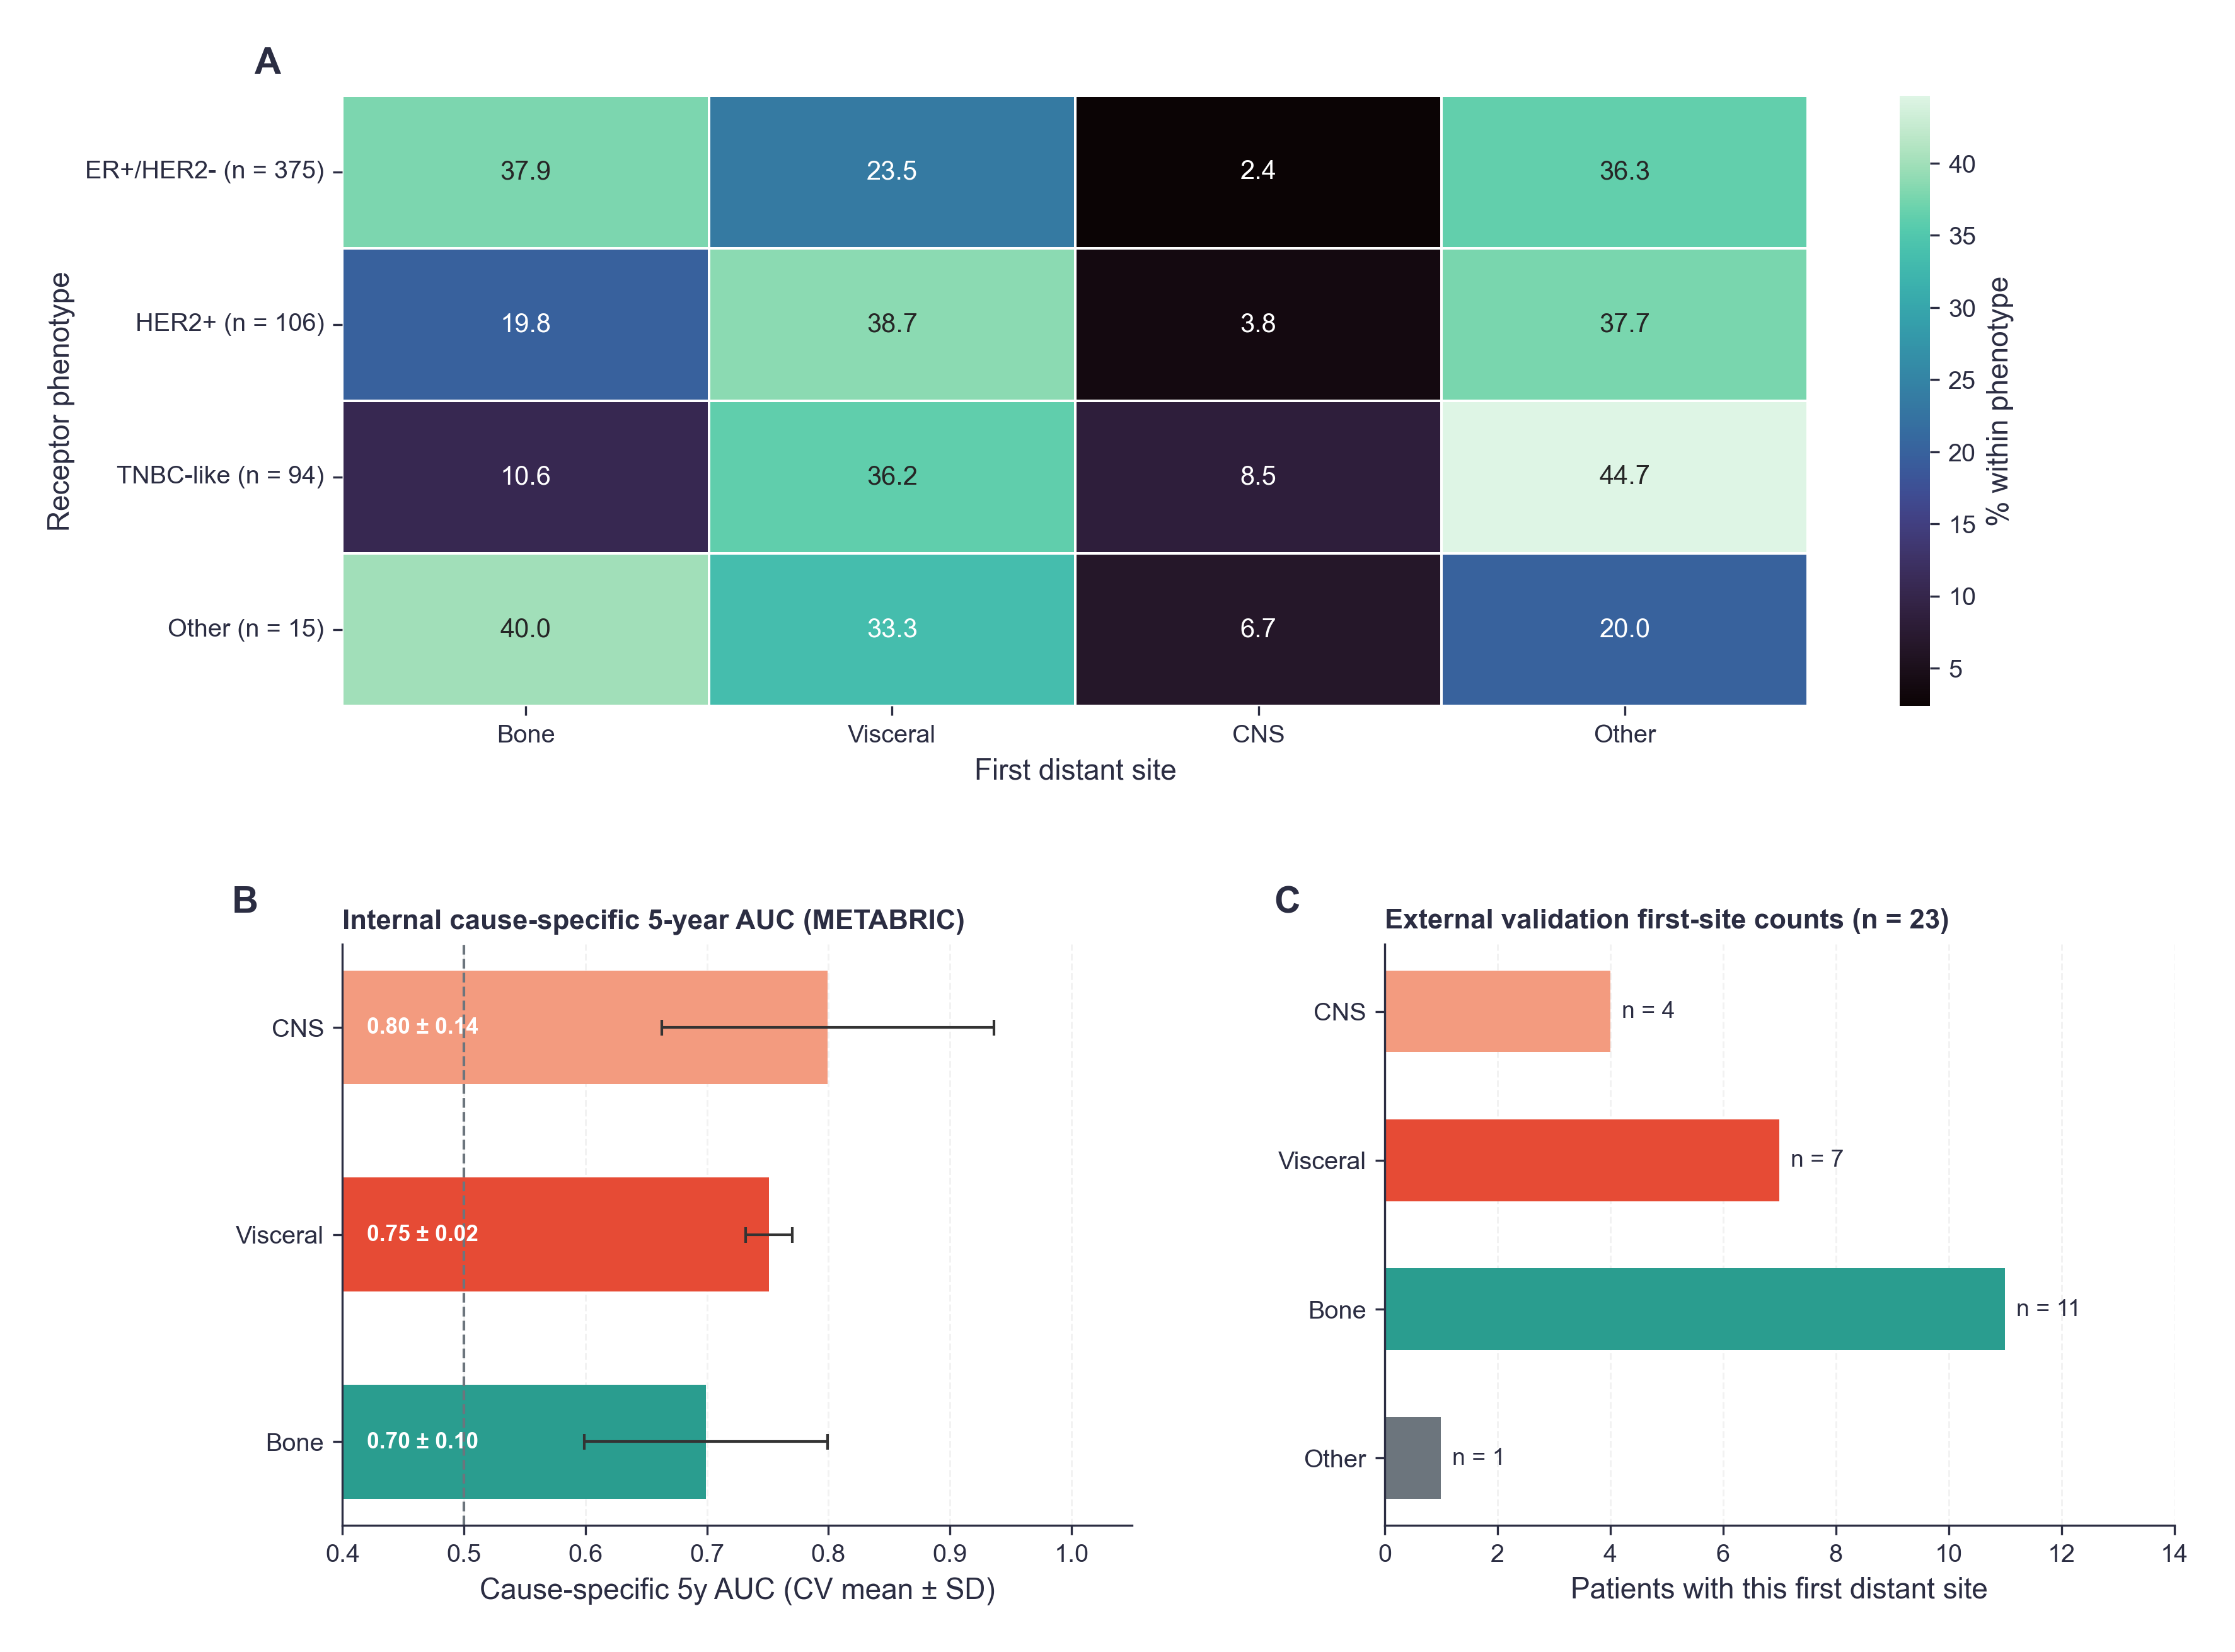 A
Receptor phenotype
ER+/HER2- (n = 375)
37.9
23.5
2.4
36.3
HER2+ (n = 106)
19.8
38.7
3.8
37.7
TNBC-like (n = 94)
10.6
36.2
8.5
44.7
Other (n = 15)
40.0
33.3
6.7
20.0
Bone
Visceral
CNS
Other
First distant site
40
35
30
25
20
15
10
5
% within phenotype
B
Internal cause-specific 5-year AUC (METABRIC)
CNS
0.80 ± 0.14
Visceral
0.75 ± 0.02
Bone
0.70 ± 0.10
0.4
0.5
0.6
0.7
0.8
0.9
1.0
Cause-specific 5y AUC (CV mean ± SD)
C
External validation first-site counts (n = 23)
CNS
n = 4
Visceral
n = 7
Bone
n = 11
Other
n = 1
0
2
4
6
8
10
12
14
Patients with this first distant site